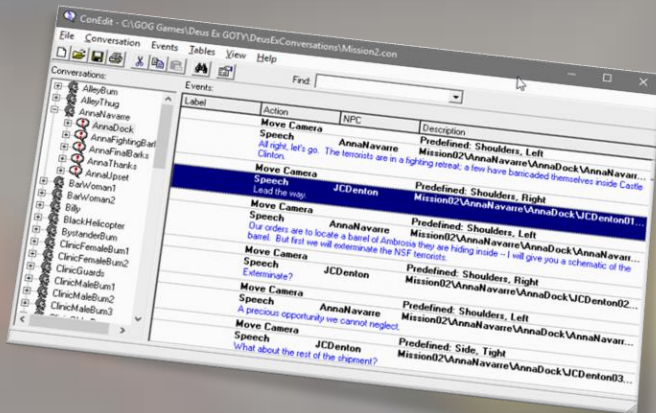 ConEdit - C:\GOG Games\Deus Ex GOTY\DeusExConversations\Mission2.con
File Conversation Events Tables View Help
Find:
Conversations:
AlleyBum
AlleyThug
AnnaNavarre
AnnaDock
AnnaFightingBarl
AnnaFinalBarks
AnnaThanks
AnnaUpset
BarWoman1
BarWoman2
Billy
BlackHelicopter
BystanderBum
ClinicFemaleBum1
ClinicFemaleBum2
ClinicGuards
ClinicMaleBum1
ClinicMaleBum2
ClinicMaleBum3
Events:
Label Action NPC Description
Move Camera Predefined: Shoulders, Left
Speech AnnaNavarre Mission02\AnnaNavarre\AnnaDock\AnnaNavarr...
All right, let's go. The terrorists are in a fighting retreat; a few have barricaded themselves inside Castle
Clinton.
Move Camera Predefined: Shoulders, Right
Speech JCDenton Mission02\AnnaNavarre\AnnaDock\JCDenton01...
Lead the way.
Move Camera Predefined: Shoulders, Left
Speech AnnaNavarre Mission02\AnnaNavarre\AnnaDock\AnnaNavarr...
Our orders are to locate a barrel of Ambrosia they are hiding inside -- I will give you a schematic of the
barrel. But first we will exterminate the NSF terrorists.
Move Camera Predefined: Shoulders, Right
Speech JCDenton Mission02\AnnaNavarre\AnnaDock\JCDenton02...
Exterminate?
Move Camera Predefined: Shoulders, Left
Speech AnnaNavarre Mission02\AnnaNavarre\AnnaDock\AnnaNavarr...
A precious opportunity we cannot neglect.
Move Camera Predefined: Side, Tight
Speech JCDenton Mission02\AnnaNavarre\AnnaDock\JCDenton03...
What about the rest of the shipment?